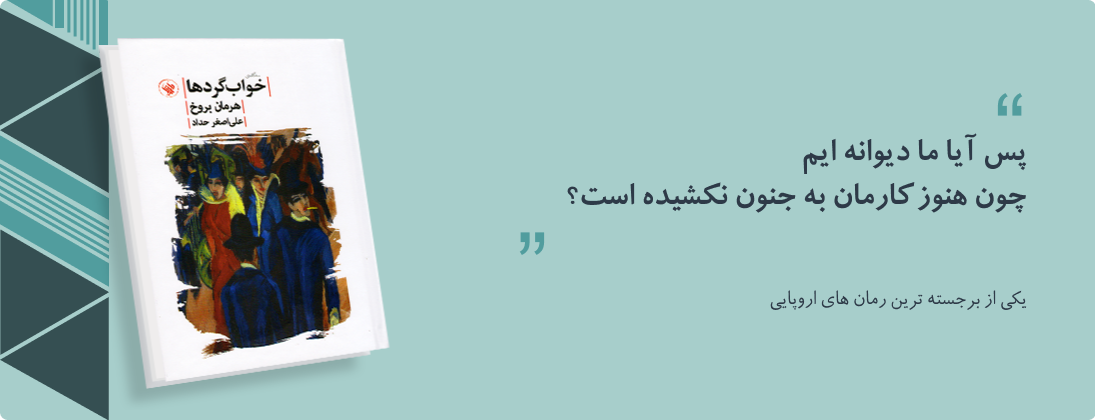 “
پس آیا ما دیوانه ایم
چون هنوز کارمان به جنون نکشیده است؟
”
یکی از برجسته ترین رمان های اروپایی
خواب‌گردها
هرمان بروخ
علی‌اصغر حداد